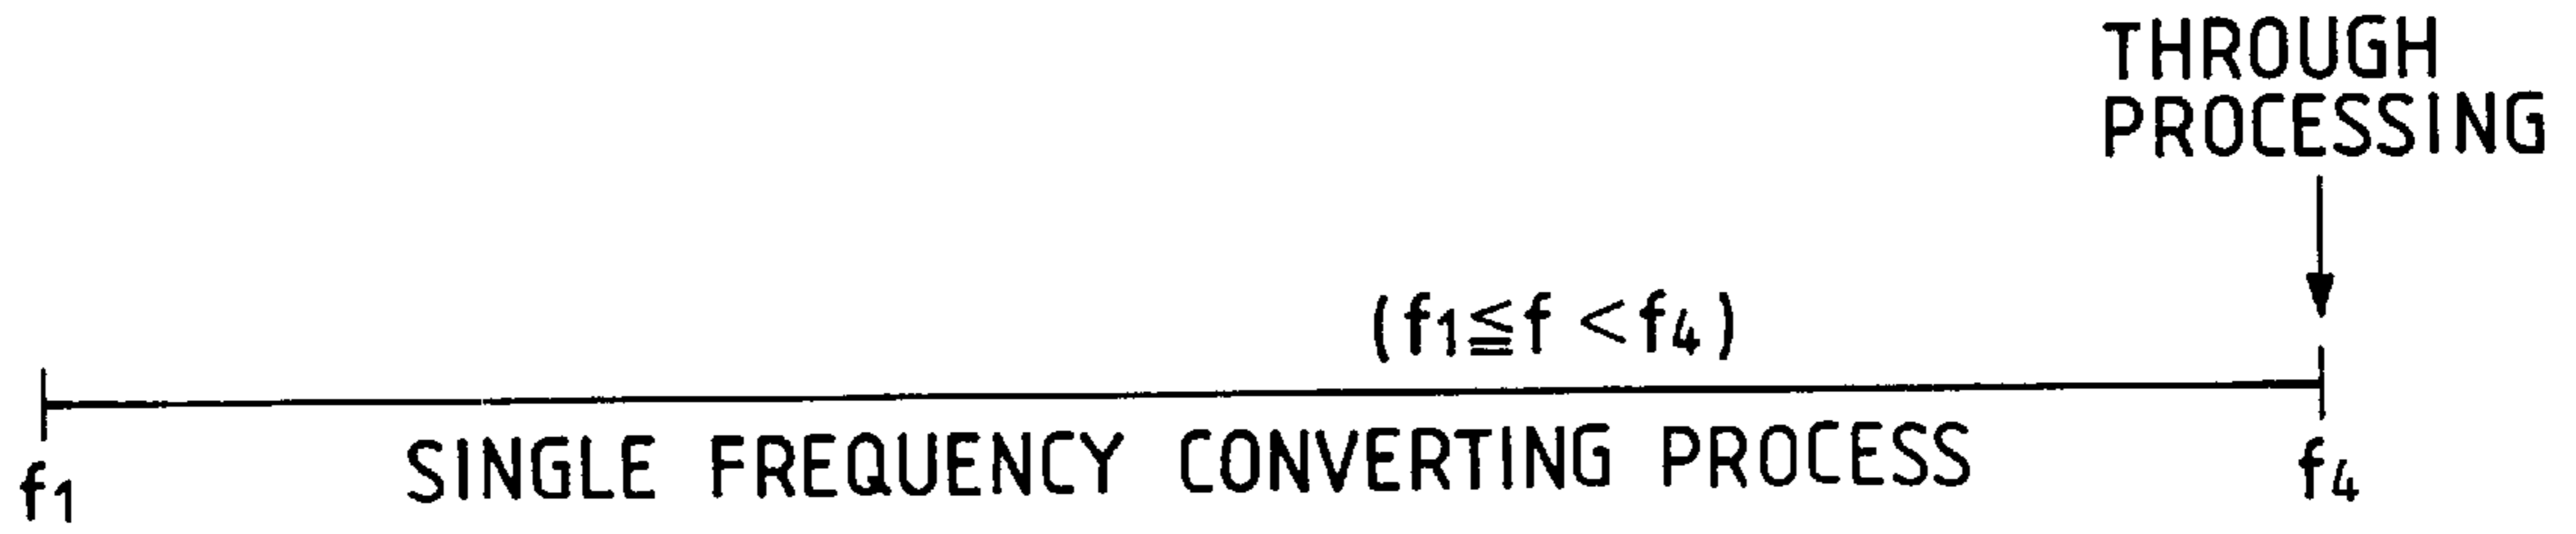 THROUGH
PROCESSING
(f1≦f <f4)
SINGLE FREQUENCY CONVERTING PROCESS
f1
f4